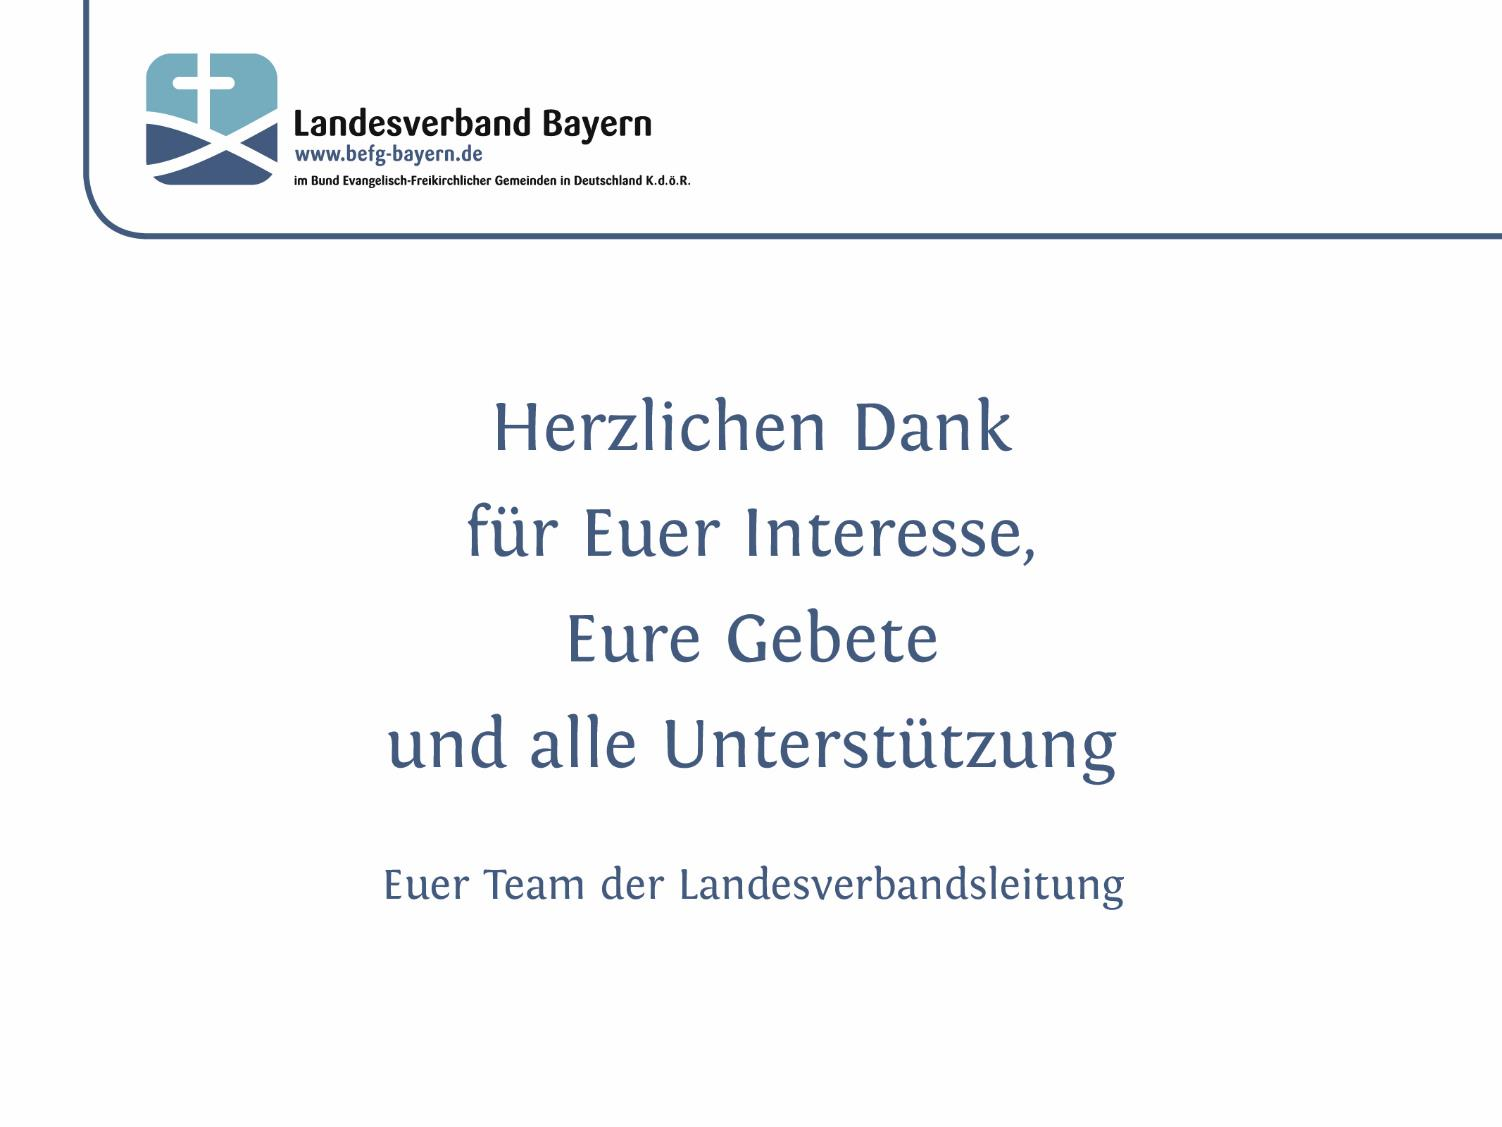 Landesverband Bayern
www.befg-bayern.de
im Bund Evangelisch-Freikirchlicher Gemeinden in Deutschland K.d.ö.R.
Herzlichen Dank
für Euer Interesse,
Eure Gebete
und alle Unterstützung
Euer Team der Landesverbandsleitung